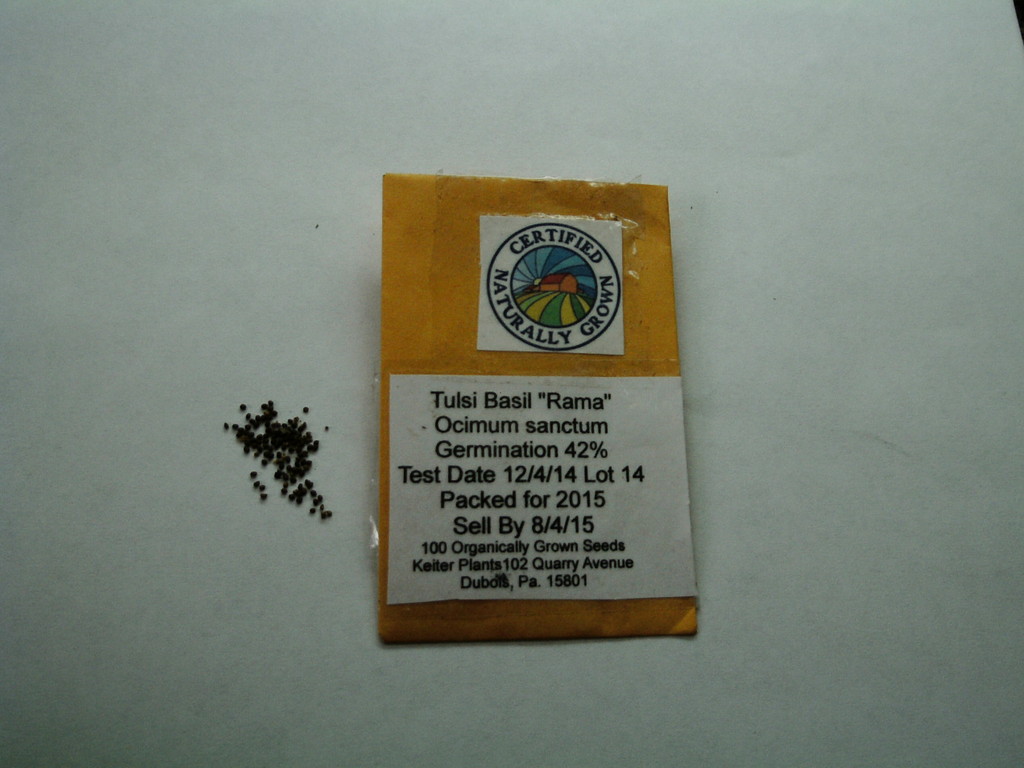 CERTIFIED
NATURALLY GROWN
Tulsi Basil "Rama"
Ocimum sanctum
Germination 42%
Test Date 12/4/14 Lot 14
Packed for 2015
Sell By 8/4/15
100 Organically Grown Seeds
Keiter Plants102 Quarry Avenue
Dubois, Pa. 15801